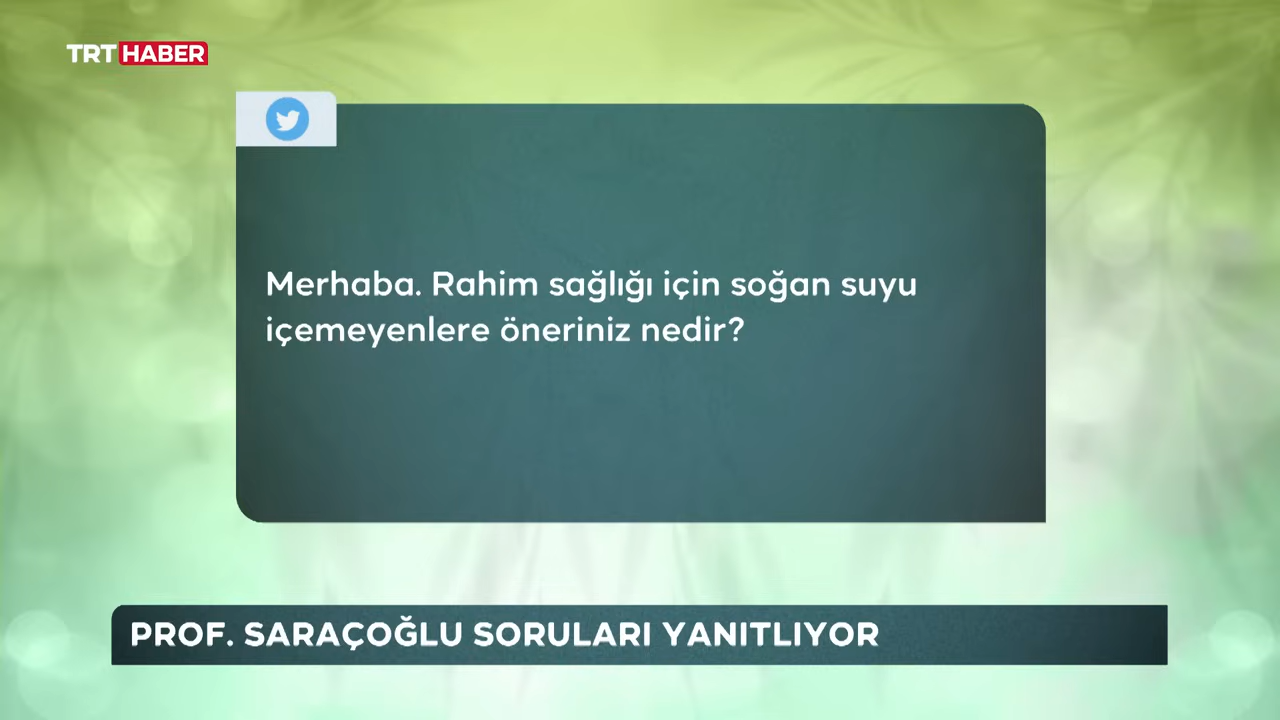 TRT HABER
Merhaba. Rahim sağlığı için soğan suyu
içemeyenlere öneriniz nedir?
PROF. SARAÇOĞLU SORULARI YANITLIYOR